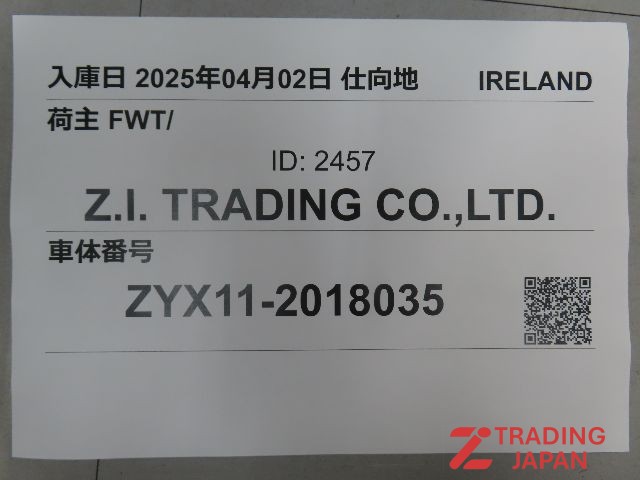 入庫日 2025年04月02日 仕向地 IRELAND
荷主 FWT/
ID: 2457
Z.I. TRADING CO.,LTD.
車体番号
ZYX11-2018035
TRADING
JAPAN